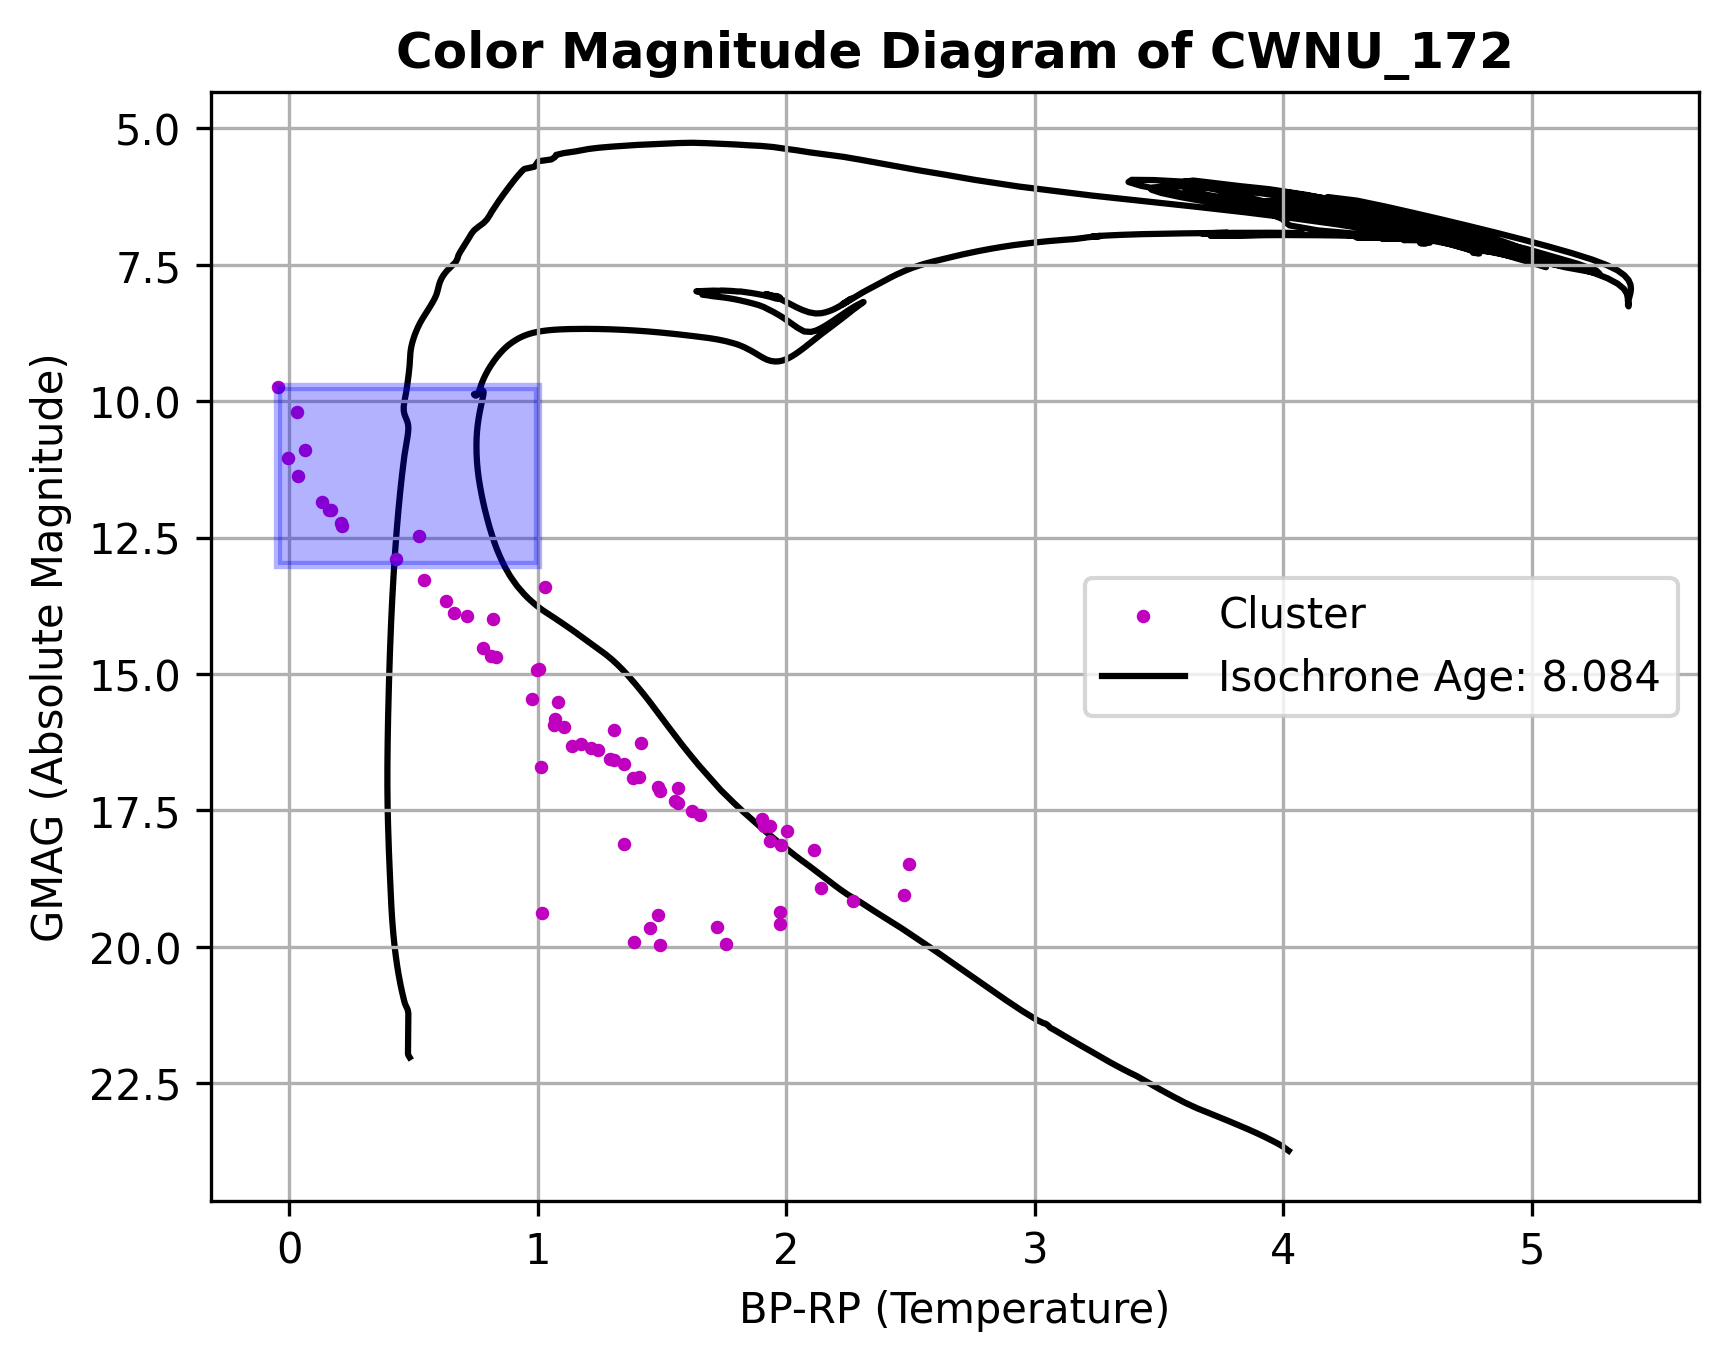 Color Magnitude Diagram of CWNU_172
GMAG (Absolute Magnitude)
5.0
7.5
10.0
12.5
15.0
17.5
20.0
22.5
Cluster
Isochrone Age: 8.084
0 1 2 3 4 5
BP-RP (Temperature)